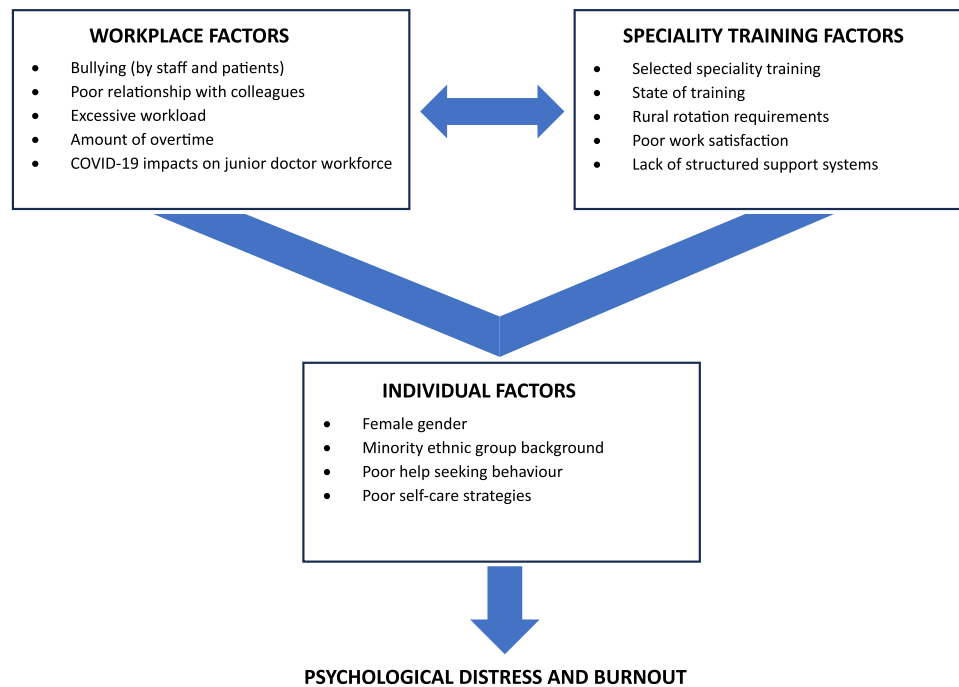 WORKPLACE FACTORS
• Bullying (by staff and patients)
• Poor relationship with colleagues
• Excessive workload
• Amount of overtime
• COVID-19 impacts on junior doctor workforce
SPECIALITY TRAINING FACTORS
• Selected speciality training
• State of training
• Rural rotation requirements
• Poor work satisfaction
• Lack of structured support systems
INDIVIDUAL FACTORS
• Female gender
• Minority ethnic group background
• Poor help seeking behaviour
• Poor self-care strategies
PSYCHOLOGICAL DISTRESS AND BURNOUT